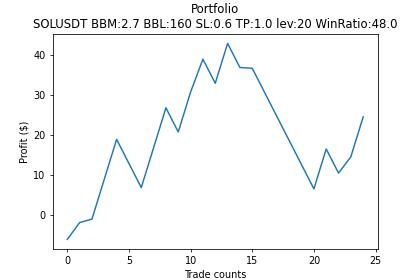 Portfolio
SOLUSDT BBM:2.7 BBL:160 SL:0.6 TP:1.0 lev:20 WinRatio:48.0
40
30
20
10
0
Profit ($)
0 5 10 15 20 25
Trade counts